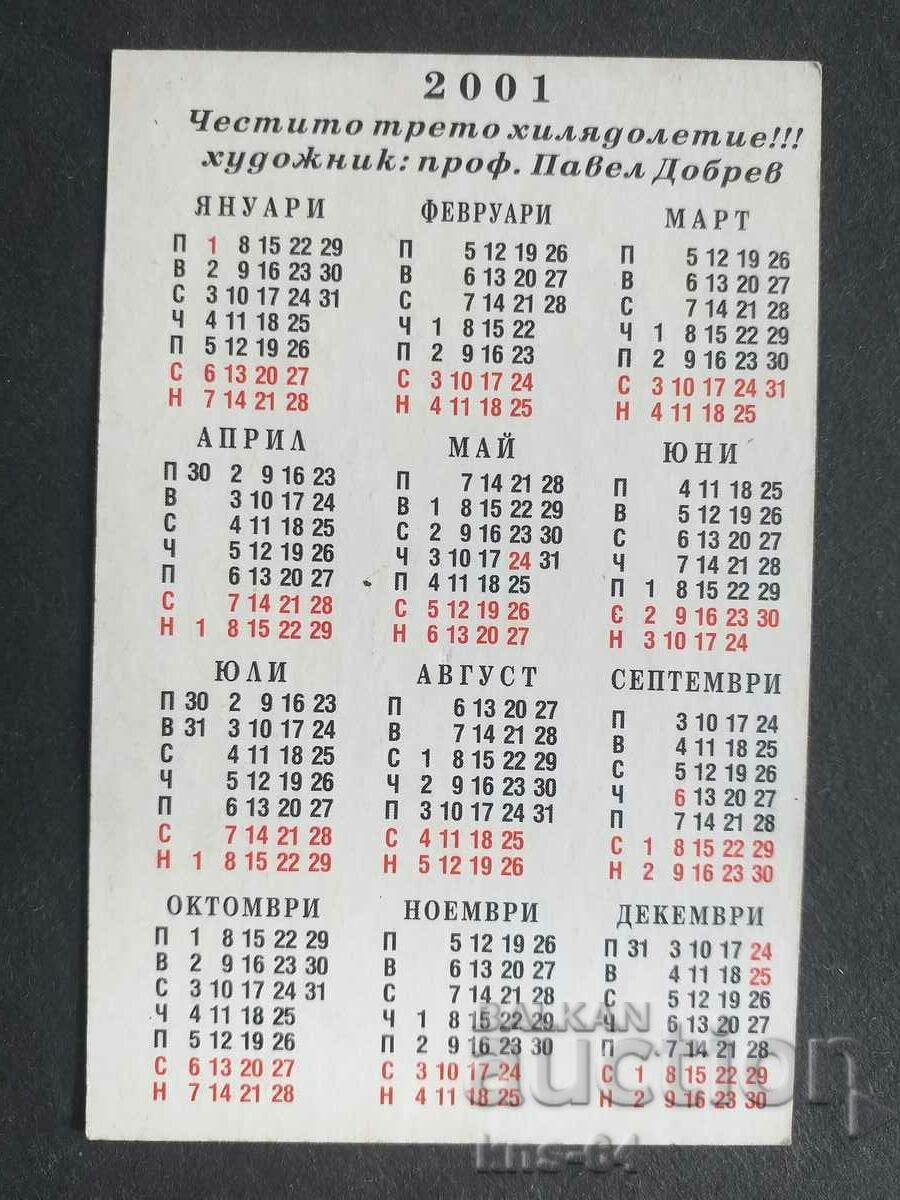 2001
Честито трето хилядолетие!!!
художник: проф. Павел Добрев
ЯНУАРИ
П 1 8 15 22 29
В 2 9 16 23 30
С 3 10 17 24 31
Ч 4 11 18 25
П 5 12 19 26
С 6 13 20 27
Н 7 14 21 28
ФЕВРУАРИ
П 5 12 19 26
В 6 13 20 27
С 7 14 21 28
Ч 1 8 15 22
П 2 9 16 23
С 3 10 17 24
Н 4 11 18 25
МАРТ
П 5 12 19 26
В 6 13 20 27
С 7 14 21 28
Ч 1 8 15 22 29
П 2 9 16 23 30
С 3 10 17 24 31
Н 4 11 18 25
АПРИЛ
П 30 2 9 16 23
В 3 10 17 24
С 4 11 18 25
Ч 5 12 19 26
П 6 13 20 27
С 7 14 21 28
Н 1 8 15 22 29
МАЙ
П 7 14 21 28
В 1 8 15 22 29
С 2 9 16 23 30
Ч 3 10 17 24 31
П 4 11 18 25
С 5 12 19 26
Н 6 13 20 27
ЮНИ
П 4 11 18 25
В 5 12 19 26
С 6 13 20 27
Ч 7 14 21 28
П 1 8 15 22 29
С 2 9 16 23 30
Н 3 10 17 24
ЮЛИ
П 30 2 9 16 23
В 31 3 10 17 24
С 4 11 18 25
Ч 5 12 19 26
П 6 13 20 27
С 7 14 21 28
Н 1 8 15 22 29
АВГУСТ
П 6 13 20 27
В 7 14 21 28
С 1 8 15 22 29
Ч 2 9 16 23 30
П 3 10 17 24 31
С 4 11 18 25
Н 5 12 19 26
СЕПТЕМВРИ
П 3 10 17 24
В 4 11 18 25
С 5 12 19 26
Ч 6 13 20 27
П 7 14 21 28
С 1 8 15 22 29
Н 2 9 16 23 30
ОКТОМВРИ
П 1 8 15 22 29
В 2 9 16 23 30
С 3 10 17 24 31
Ч 4 11 18 25
П 5 12 19 26
С 6 13 20 27
Н 7 14 21 28
НОЕМВРИ
П 5 12 19 26
В 6 13 20 27
С 7 14 21 28
Ч 1 8 15 22 29
П 2 9 16 23 30
С 3 10 17 24
Н 4 11 18 25
ДЕКЕМВРИ
П 31 3 10 17 24
В 4 11 18 25
С 5 12 19 26
Ч 6 13 20 27
П 7 14 21 28
С 1 8 15 22 29
Н 2 9 16 23 30
BALKAN
auction
kns-64